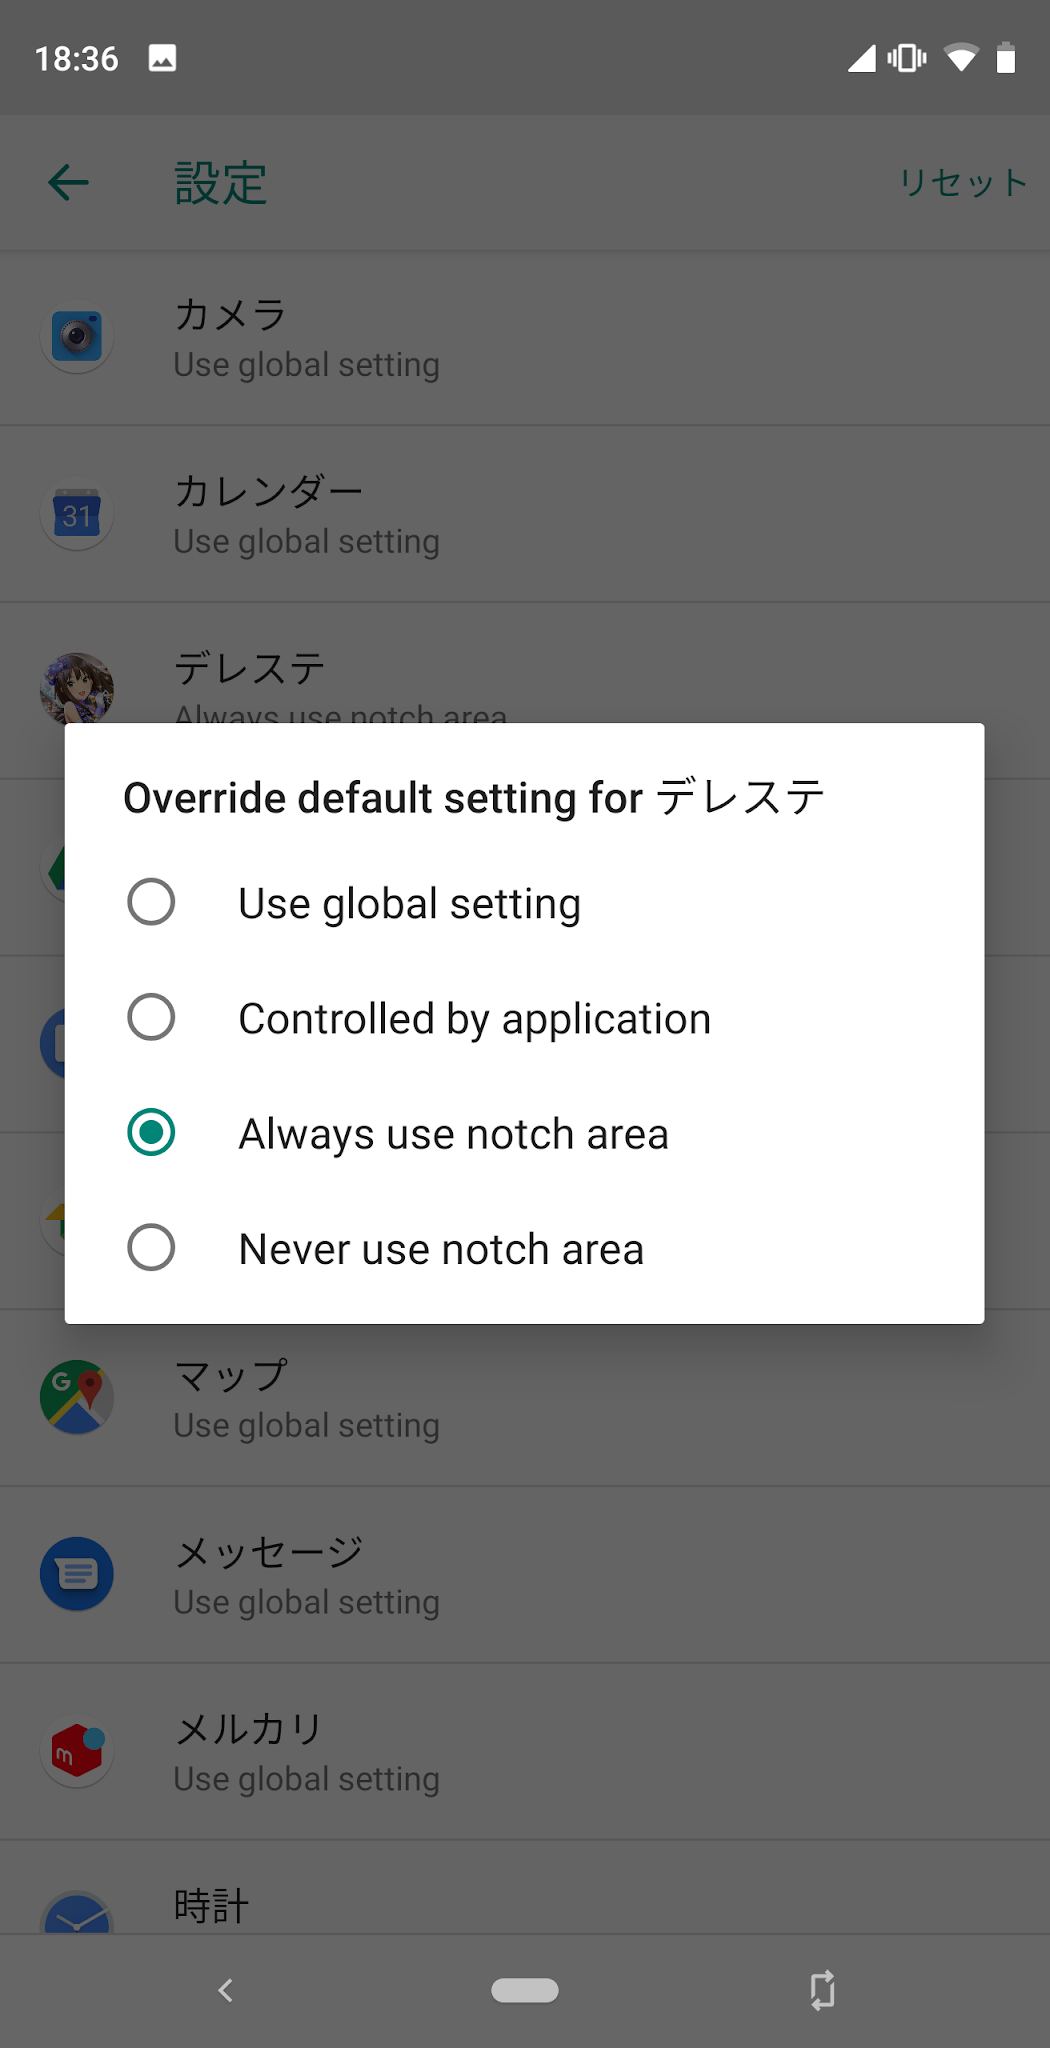 18:36
設定
リセット
カメラ
Use global setting
31
カレンダー
Use global setting
デレステ
Always use notch area
Override default setting for デレステ
Use global setting
Controlled by application
Always use notch area
Never use notch area
G
マップ
Use global setting
メッセージ
Use global setting
m
メルカリ
Use global setting
時計